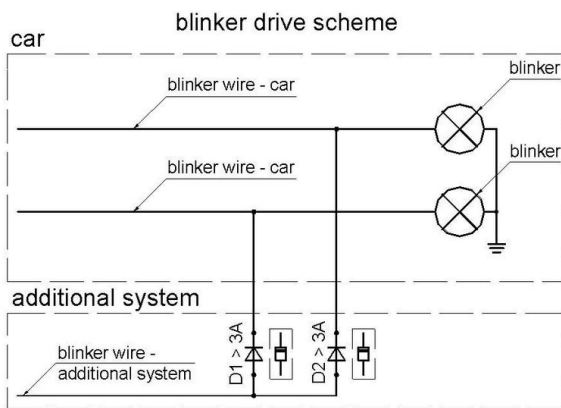 blinker drive scheme
car
blinker wire - car
blinker
blinker wire - car
blinker
additional system
blinker wire -
additional system
D1 > 3A
D2 > 3A